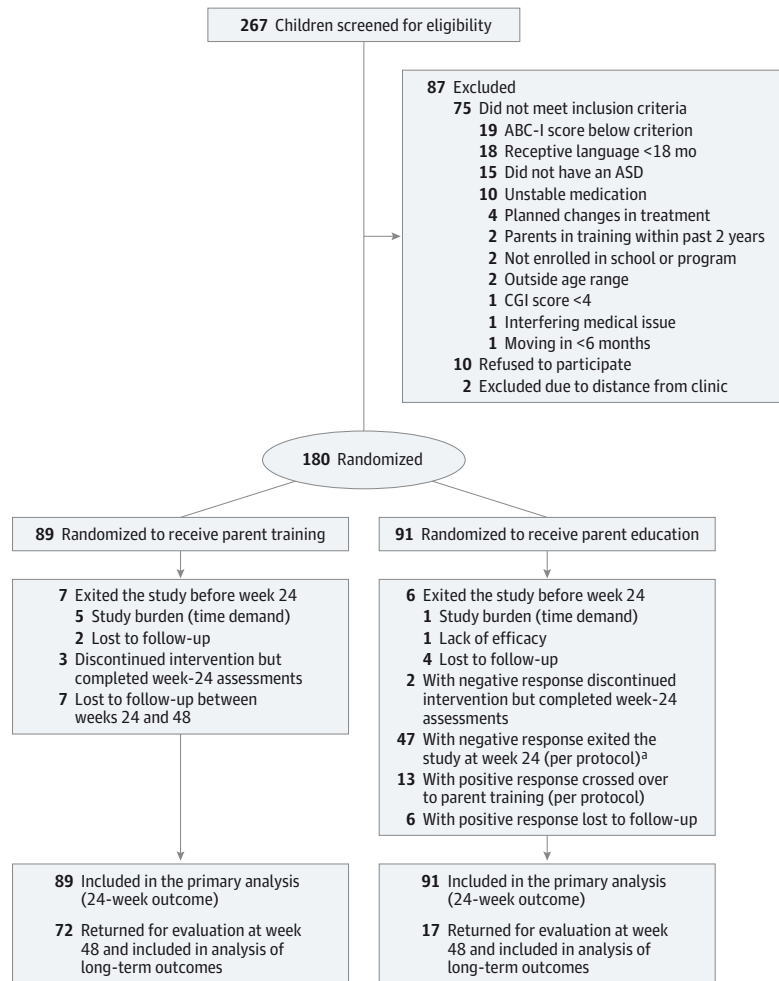 267 Children screened for eligibility
87 Excluded
75 Did not meet inclusion criteria
19 ABC-I score below criterion
18 Receptive language <18 mo
15 Did not have an ASD
10 Unstable medication
4 Planned changes in treatment
2 Parents in training within past 2 years
2 Not enrolled in school or program
2 Outside age range
1 CGI score <4
1 Interfering medical issue
1 Moving in <6 months
10 Refused to participate
2 Excluded due to distance from clinic
180 Randomized
89 Randomized to receive parent training
7 Exited the study before week 24
5 Study burden (time demand)
2 Lost to follow-up
3 Discontinued intervention but
completed week-24 assessments
7 Lost to follow-up between
weeks 24 and 48
89 Included in the primary analysis
(24-week outcome)
72 Returned for evaluation at week
48 and included in analysis of
long-term outcomes
91 Randomized to receive parent education
6 Exited the study before week 24
1 Study burden (time demand)
1 Lack of efficacy
4 Lost to follow-up
2 With negative response discontinued
intervention but completed week-24
assessments
47 With negative response exited the
study at week 24 (per protocol)a
13 With positive response crossed over
to parent training (per protocol)
6 With positive response lost to follow-up
91 Included in the primary analysis
(24-week outcome)
17 Returned for evaluation at week
48 and included in analysis of
long-term outcomes